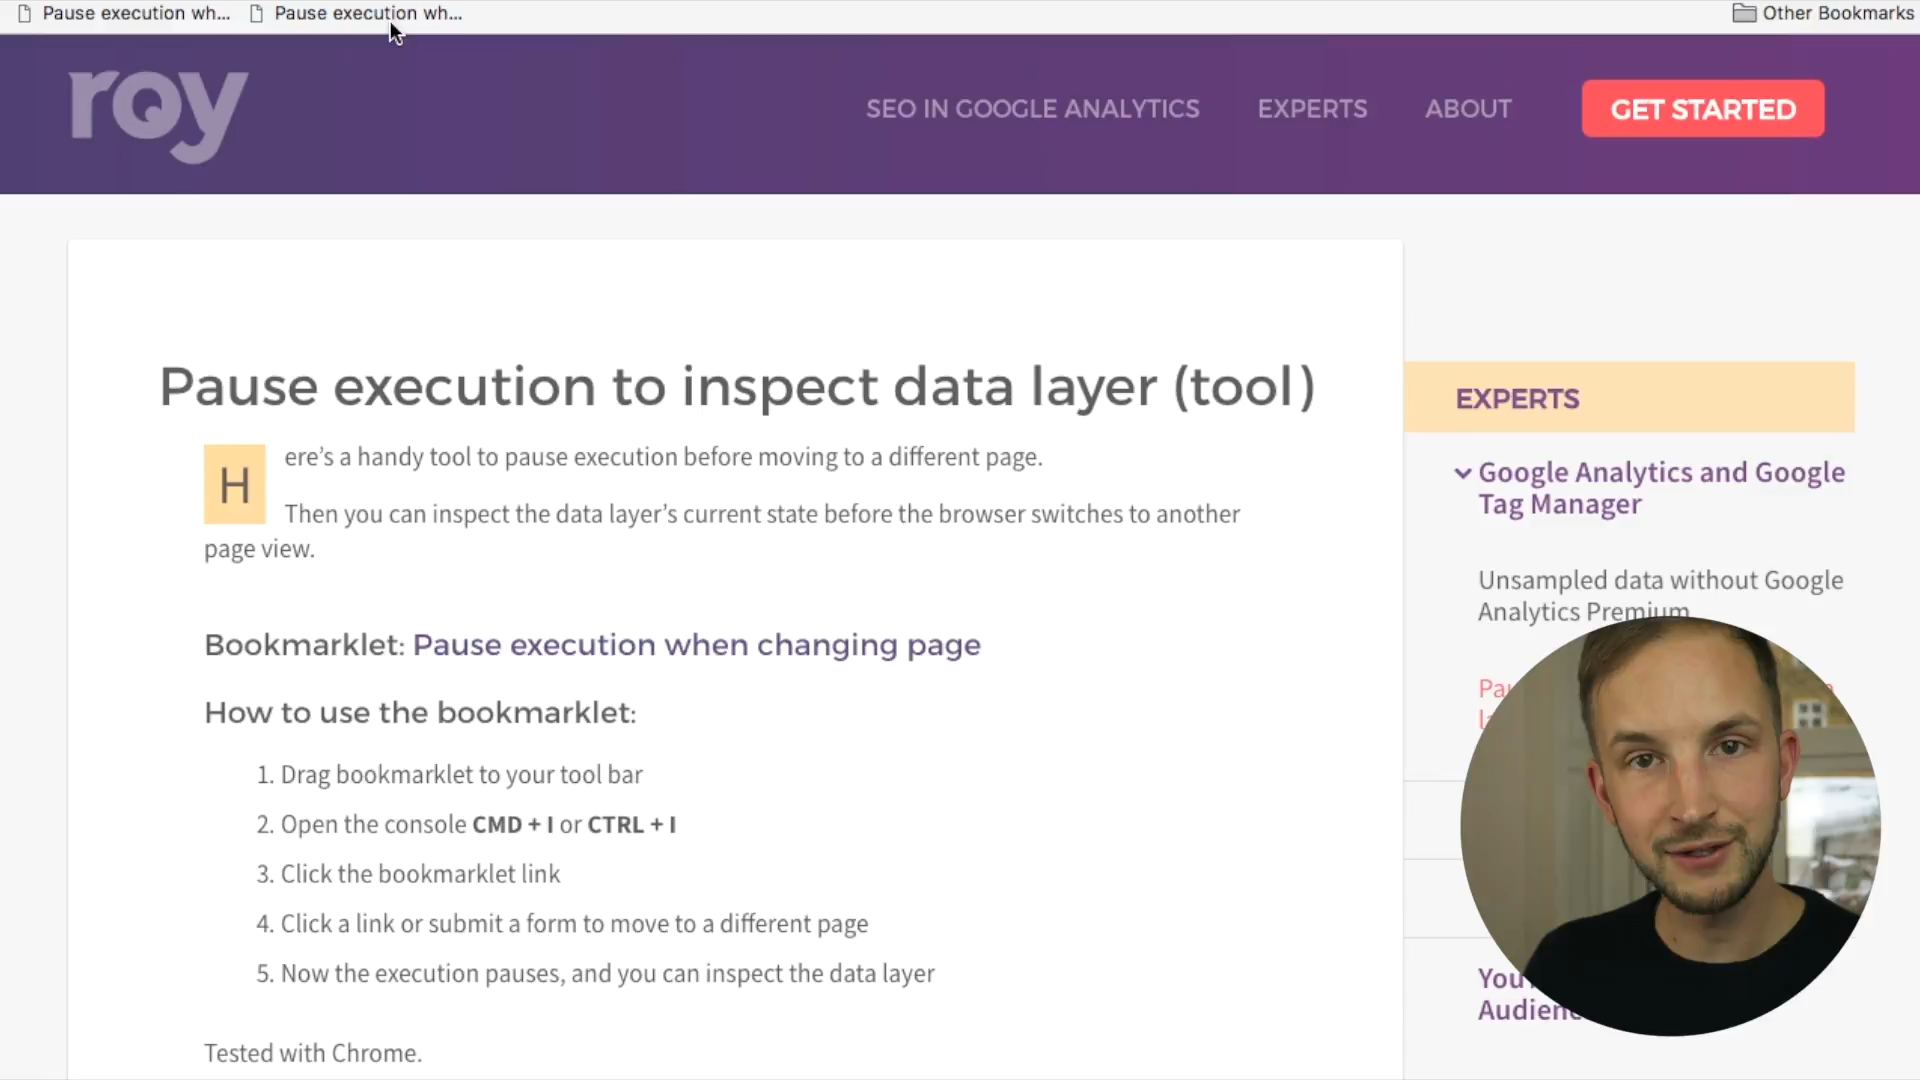 Pause execution wh... Pause execution wh... Other Bookmarks
roy SEO IN GOOGLE ANALYTICS EXPERTS ABOUT GET STARTED
Pause execution to inspect data layer (tool)
Here’s a handy tool to pause execution before moving to a different page.
Then you can inspect the data layer’s current state before the browser switches to another
page view.
Bookmarklet: Pause execution when changing page
How to use the bookmarklet:
1. Drag bookmarklet to your tool bar
2. Open the console CMD + I or CTRL + I
3. Click the bookmarklet link
4. Click a link or submit a form to move to a different page
5. Now the execution pauses, and you can inspect the data layer
Tested with Chrome.
EXPERTS
Google Analytics and Google
Tag Manager
Unsampled data without Google
Analytics Premium